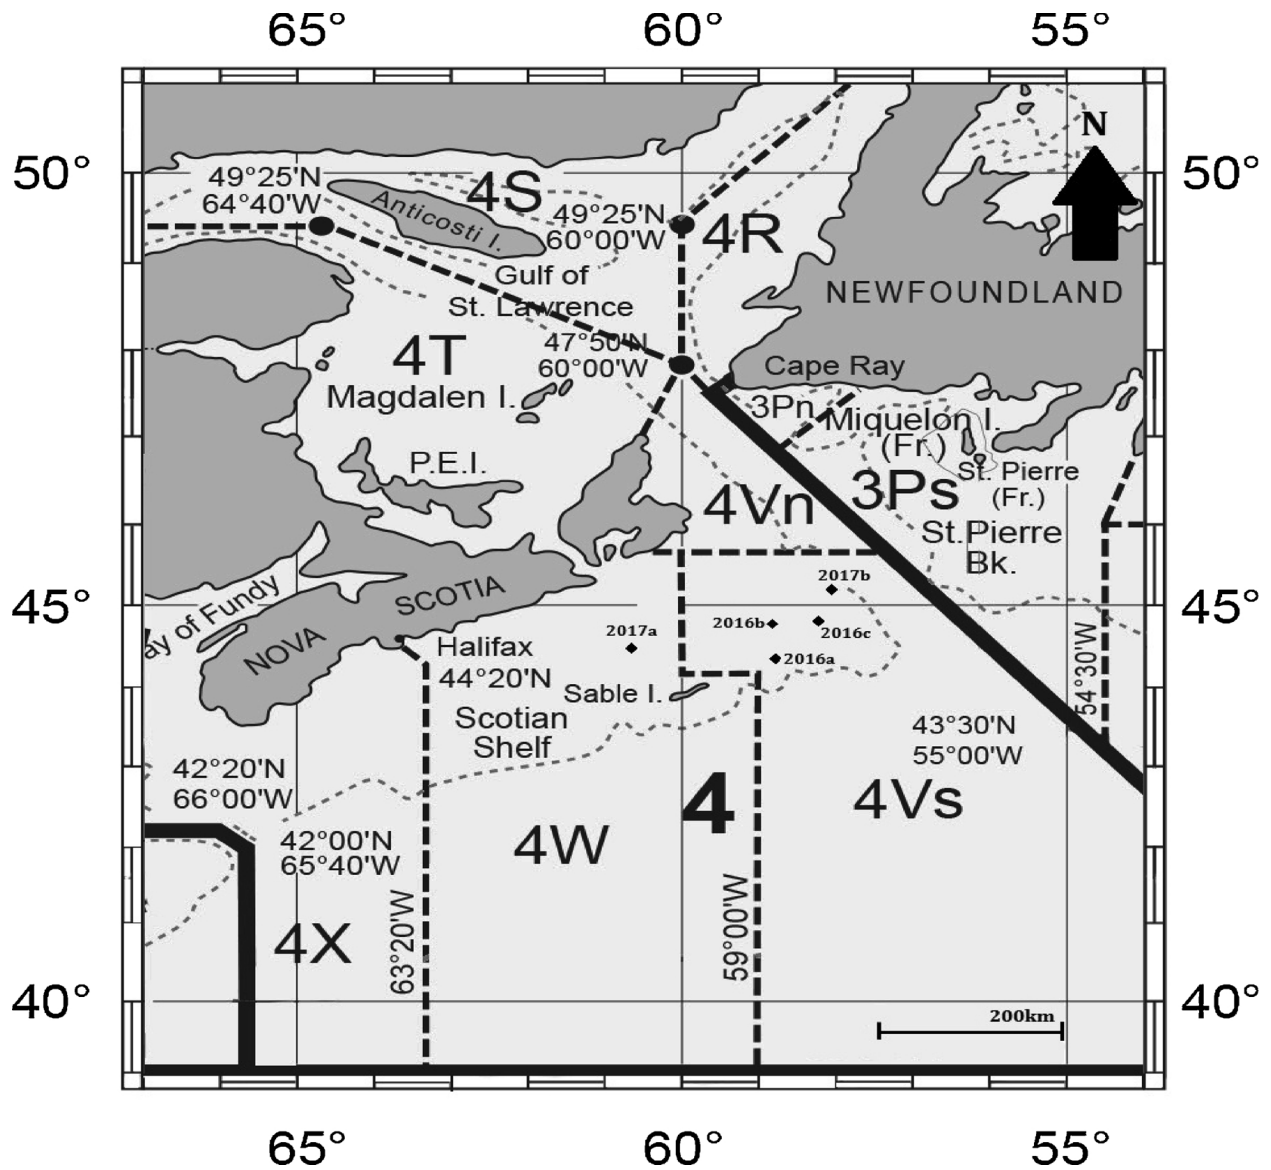 65° 60° 55°
50° 50°
N
49°25'N
64°40'W
4S
Anticosti I.
49°25'N
60°00'W
4R
Gulf of
St. Lawrence
NEWFOUNDLAND
47°50'N
60°00'W
4T
Magdalen I.
Cape Ray
3Pn
Miquelon I.
(Fr.)
P.E.I.
St. Pierre
(Fr.)
3Ps
4Vn
St.Pierre
Bk.
45° 45°
2017b
2016b
2016c
2016a
2017a
ay of Fundy
NOVA SCOTIA
Halifax
44°20'N
Sable I.
Scotian
Shelf
54°30'W
43°30'N
55°00'W
42°20'N
66°00'W
4
4Vs
42°00'N
65°40'W
4W
4X
63°20'W
59°00'W
40° 40°
200km
65° 60° 55°